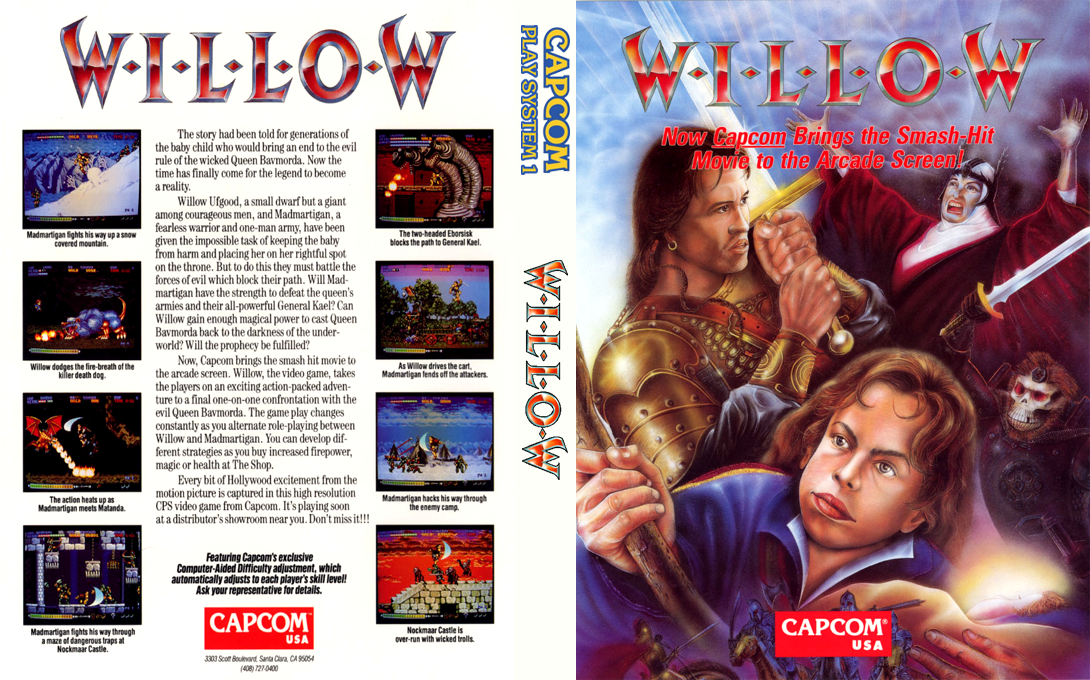 W·I·L·L·O·W
The story had been told for generations of
the baby child who would bring an end to the evil
rule of the wicked Queen Bavmorda. Now the
time has finally come for the legend to become
a reality.
Willow Ufgood, a small dwarf but a giant
among courageous men, and Madmartigan, a
fearless warrior and one-man army, have been
given the impossible task of keeping the baby
from harm and placing her on her rightful spot
on the throne. But to do this they must battle the
forces of evil which block their path. Will Mad-
martigan have the strength to defeat the queen's
armies and their all-powerful General Kael? Can
Willow gain enough magical power to cast Queen
Bavmorda back to the darkness of the under-
world? Will the prophecy be fulfilled?
Now, Capcom brings the smash hit movie to
the arcade screen. Willow, the video game, takes
the players on an exciting action-packed adven-
ture to a final one-on-one confrontation with the
evil Queen Bavmorda. The game play changes
constantly as you alternate role-playing between
Willow and Madmartigan. You can develop dif-
ferent strategies as you buy increased firepower,
magic or health at The Shop.
Every bit of Hollywood excitement from the
motion picture is captured in this high resolution
CPS video game from Capcom. It's playing soon
at a distributor's showroom near you. Don't miss it!!!
Madmartigan fights his way up a snow
covered mountain.
Willow dodges the fire-breath of the
killer death dog.
The action heats up as
Madmartigan meets Matanda.
Madmartigan fights his way through
a maze of dangerous traps at
Nockmaar Castle.
The two-headed Eborsisk
blocks the path to General Kael.
As Willow drives the cart,
Madmartigan fends off the attackers.
Madmartigan hacks his way through
the enemy camp.
Nockmaar Castle is
over-run with wicked trolls.
Featuring Capcom's exclusive
Computer-Aided Difficulty adjustment, which
automatically adjusts to each player's skill level!
Ask your representative for details.
CAPCOM™
USA
3303 Scott Boulevard, Santa Clara, CA 95054
(408) 727-0400
CAPCOM
PLAY SYSTEM 1
W·I·L·L·O·W
W·I·L·L·O·W
Now Capcom Brings the Smash-Hit
Movie to the Arcade Screen!
CAPCOM®
USA